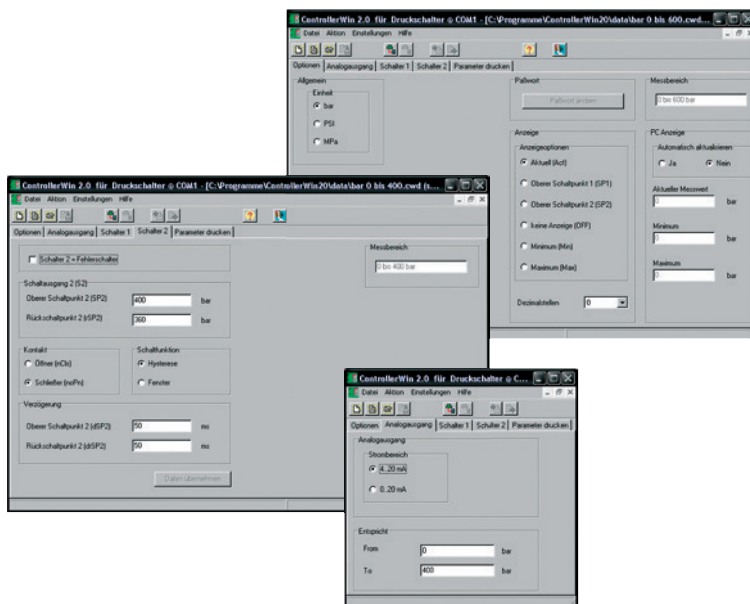 ControllerWin 2.0 für Druckschalter @ COM1 - [C:\Programme\ControllerWin20\data\bar 0 bis 600.cwd...
Datei Aktion Einstellungen Hilfe
Optionen Analogausgang Schalter 1 Schalter 2 Parameter drucken
Allgemein
Einheit
bar
PSI
MPa
Paßwort
Paßwort ändern
Messbereich
0 bis 600 bar
Anzeige
Anzeigeoptionen
Aktuell (Act)
Oberer Schaltpunkt 1 (SP1)
Oberer Schaltpunkt 2 (SP2)
keine Anzeige (OFF)
Minimum (Min)
Maximum (Max)
Dezimalstellen 0
PC Anzeige
Automatisch aktualisieren
Ja Nein
Aktueller Messwert
0 bar
Minimum
0 bar
Maximum
0 bar
ControllerWin 2.0 für Druckschalter @ COM1 - [C:\Programme\ControllerWin20\data\bar 0 bis 400.cwd (s...
Datei Aktion Einstellungen Hilfe
Optionen Analogausgang Schalter 1 Schalter 2 Parameter drucken
Schalter 2 = Fehlerschalter
Messbereich
0 bis 400 bar
Schaltausgang 2 (S2)
Oberer Schaltpunkt 2 (SP2) 400 bar
Rückschaltpunkt 2 (rSP2) 360 bar
Kontakt
Öffner (nCls)
Schließer (noPn)
Schaltfunktion
Hysterese
Fenster
Verzögerung
Oberer Schaltpunkt 2 (dSP2) 50 ms
Rückschaltpunkt 2 (drSP2) 50 ms
Daten übernehmen
ControllerWin 2.0 für Druckschalter @ C...
Datei Aktion Einstellungen Hilfe
Optionen Analogausgang Schalter 1 Schalter 2 Parameter drucken
Analogausgang
Strombereich
4..20 mA
0..20 mA
Entspricht
From 0 bar
To 400 bar